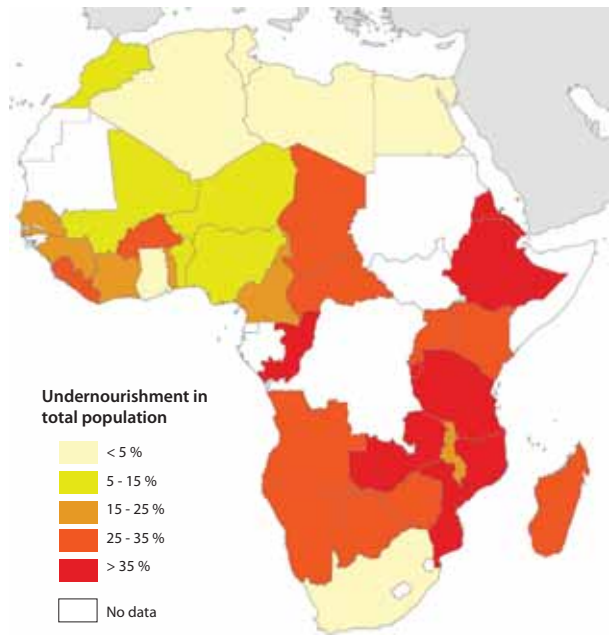 Undernourishment in
total population
< 5 %
5 - 15 %
15 - 25 %
25 - 35 %
> 35 %
No data